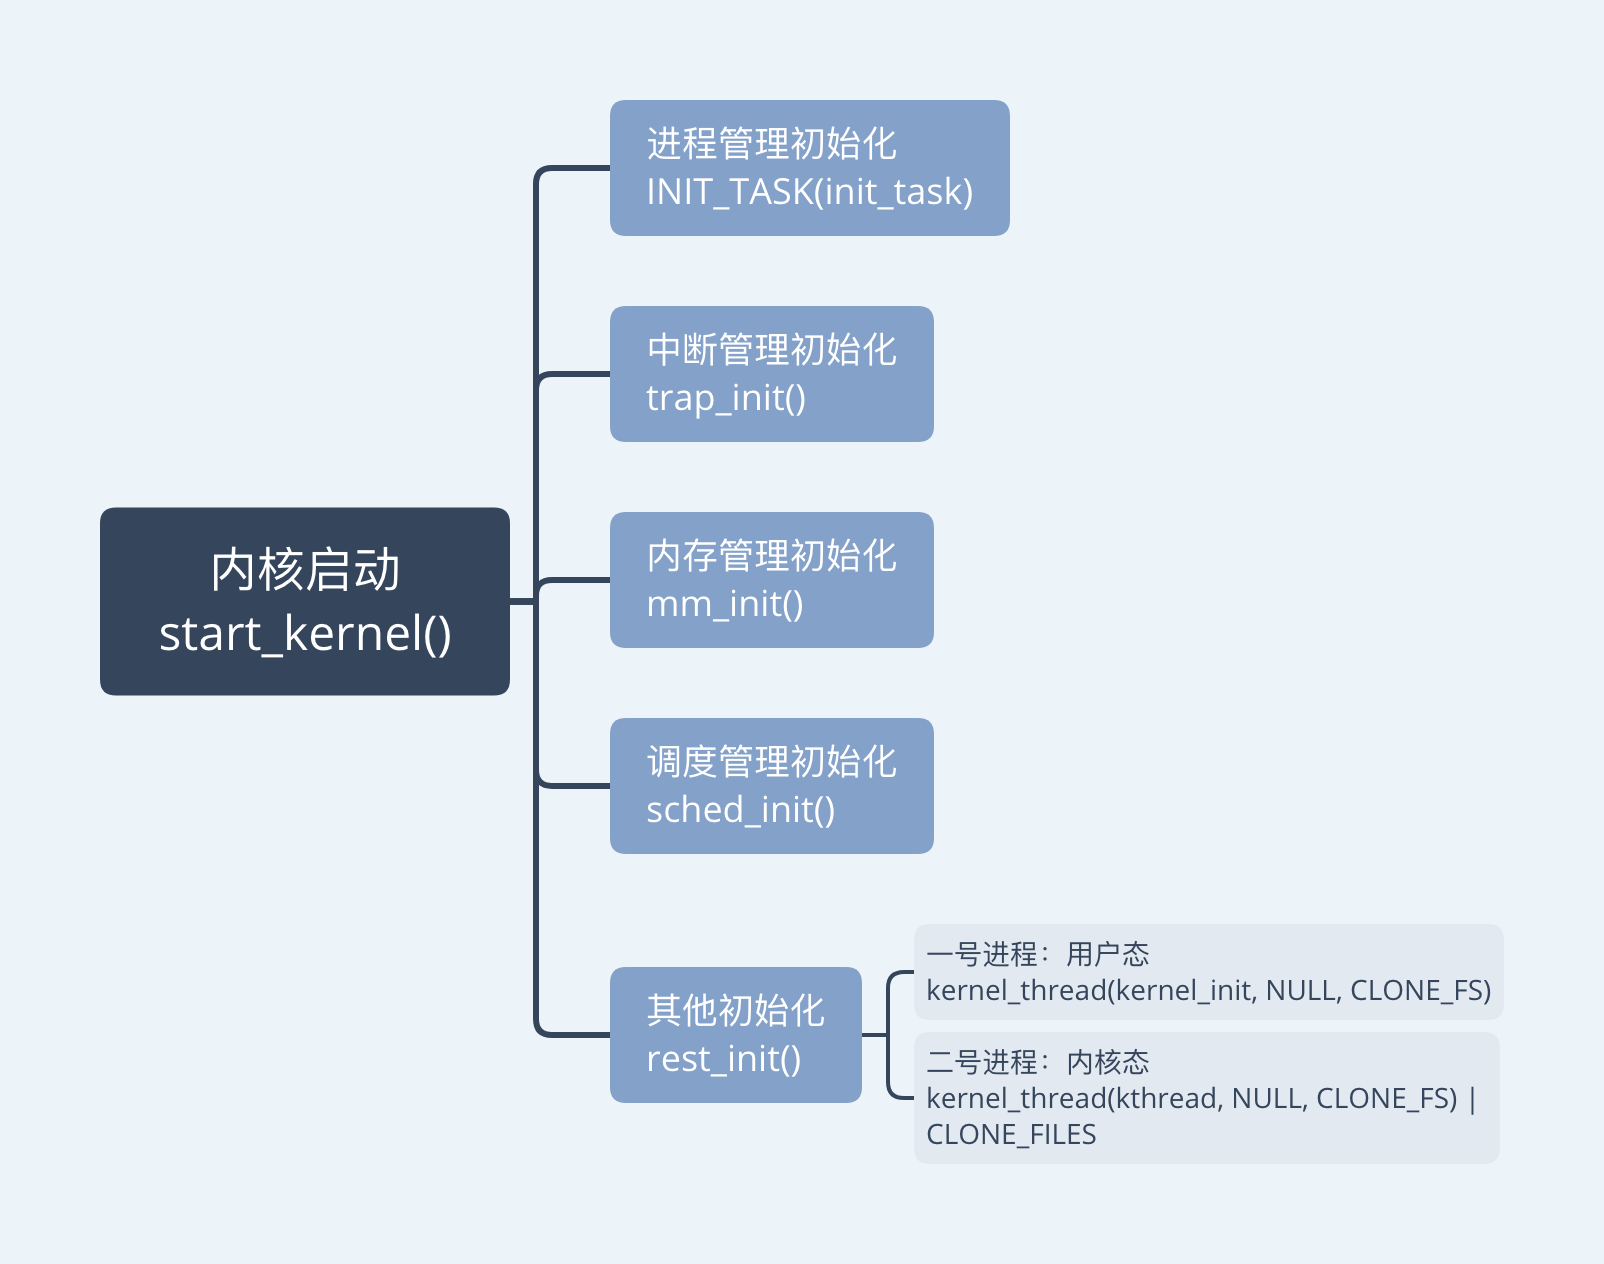 进程管理初始化
INIT_TASK(init_task)
中断管理初始化
trap_init()
内核启动
start_kernel()
内存管理初始化
mm_init()
调度管理初始化
sched_init()
其他初始化
rest_init()
一号进程：用户态
kernel_thread(kernel_init, NULL, CLONE_FS)
二号进程：内核态
kernel_thread(kthread, NULL, CLONE_FS) |
CLONE_FILES